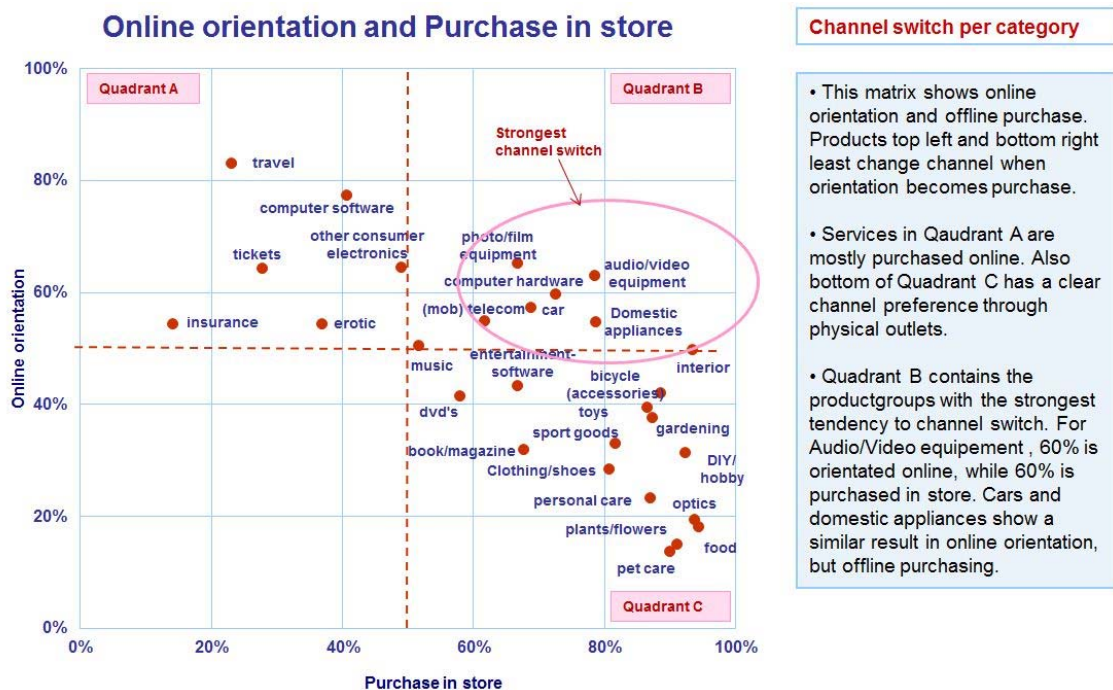 Online orientation and Purchase in store
Channel switch per category
100%
Quadrant A
Quadrant B
Strongest
channel switch
travel
80%
computer software
other consumer
electronics
photo/film
equipment
tickets
audio/video
equipment
computer hardware
60%
(mob) telecom
car
Domestic
appliances
insurance
erotic
music
entertainment-
software
interior
bicycle
(accessories)
40%
dvd's
toys
gardening
sport goods
book/magazine
DIY/
hobby
Clothing/shoes
personal care
optics
20%
plants/flowers
food
pet care
Quadrant C
0%
0%
20%
40%
60%
80%
100%
Online orientation
Purchase in store
• This matrix shows online
orientation and offline purchase.
Products top left and bottom right
least change channel when
orientation becomes purchase.
• Services in Qaudrant A are
mostly purchased online. Also
bottom of Quadrant C has a clear
channel preference through
physical outlets.
• Quadrant B contains the
productgroups with the strongest
tendency to channel switch. For
Audio/Video equipement , 60% is
orientated online, while 60% is
purchased in store. Cars and
domestic appliances show a
similar result in online orientation,
but offline purchasing.